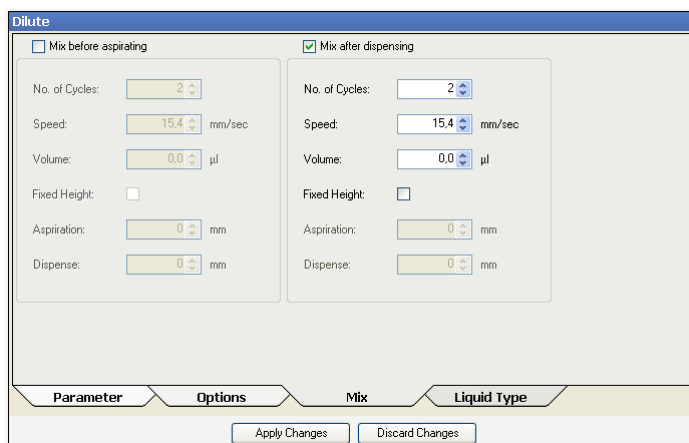 Dilute
Mix before aspirating
Mix after dispensing
No. of Cycles: 2
Speed: 15,4 mm/sec
Volume: 0,0 µl
Fixed Height:
Aspriration: 0 mm
Dispense: 0 mm
No. of Cycles: 2
Speed: 15,4 mm/sec
Volume: 0,0 µl
Fixed Height:
Aspriration: 0 mm
Dispense: 0 mm
Parameter
Options
Mix
Liquid Type
Apply Changes
Discard Changes